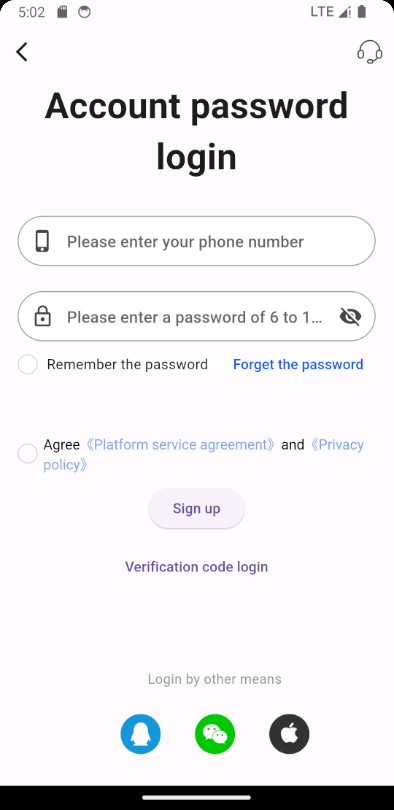 5:02 LTE
Account password
login
Please enter your phone number
Please enter a password of 6 to 1...
Remember the password Forget the password
Agree《Platform service agreement》and《Privacy
policy》
Sign up
Verification code login
Login by other means